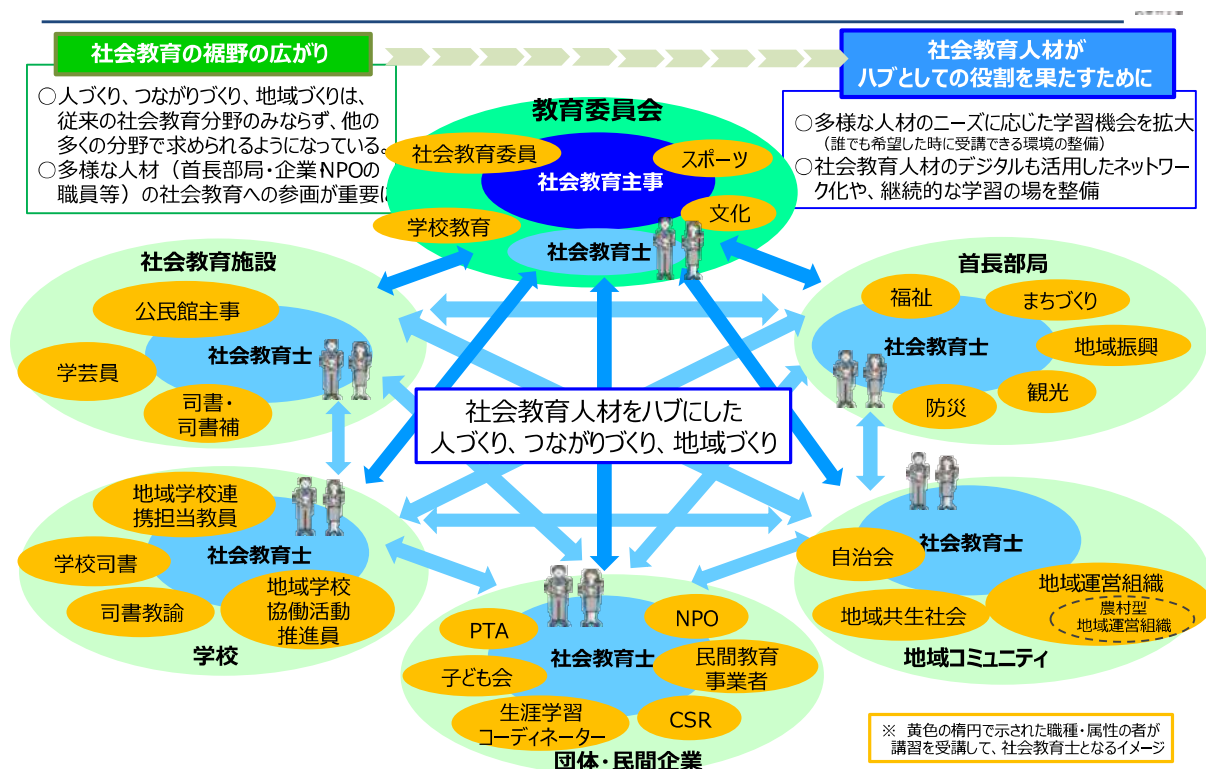 社会教育の裾野の広がり
○人づくり、つながりづくり、地域づくりは、
従来の社会教育分野のみならず、他の
多くの分野で求められるようになっている。
○多様な人材（首長部局・企業・NPOの
職員等）の社会教育への参画が重要に
社会教育人材が
ハブとしての役割を果たすために
○多様な人材のニーズに応じた学習機会を拡大
（誰でも希望した時に受講できる環境の整備）
○社会教育人材のデジタルも活用したネットワー
ク化や、継続的な学習の場を整備
教育委員会
社会教育委員
スポーツ
社会教育主事
学校教育
文化
社会教育士
社会教育施設
公民館主事
社会教育士
学芸員
司書・
司書補
首長部局
福祉
まちづくり
社会教育士
地域振興
観光
防災
社会教育人材をハブにした
人づくり、つながりづくり、地域づくり
地域学校連
携担当教員
社会教育士
学校司書
司書教諭
地域学校
協働活動
推進員
学校
PTA
NPO
社会教育士
子ども会
民間教育
事業者
生涯学習
コーディネーター
CSR
団体・民間企業
社会教育士
自治会
地域共生社会
地域運営組織
農村型
地域運営組織
地域コミュニティ
※ 黄色の楕円で示された職種・属性の者が
講習を受講して、社会教育士となるイメージ